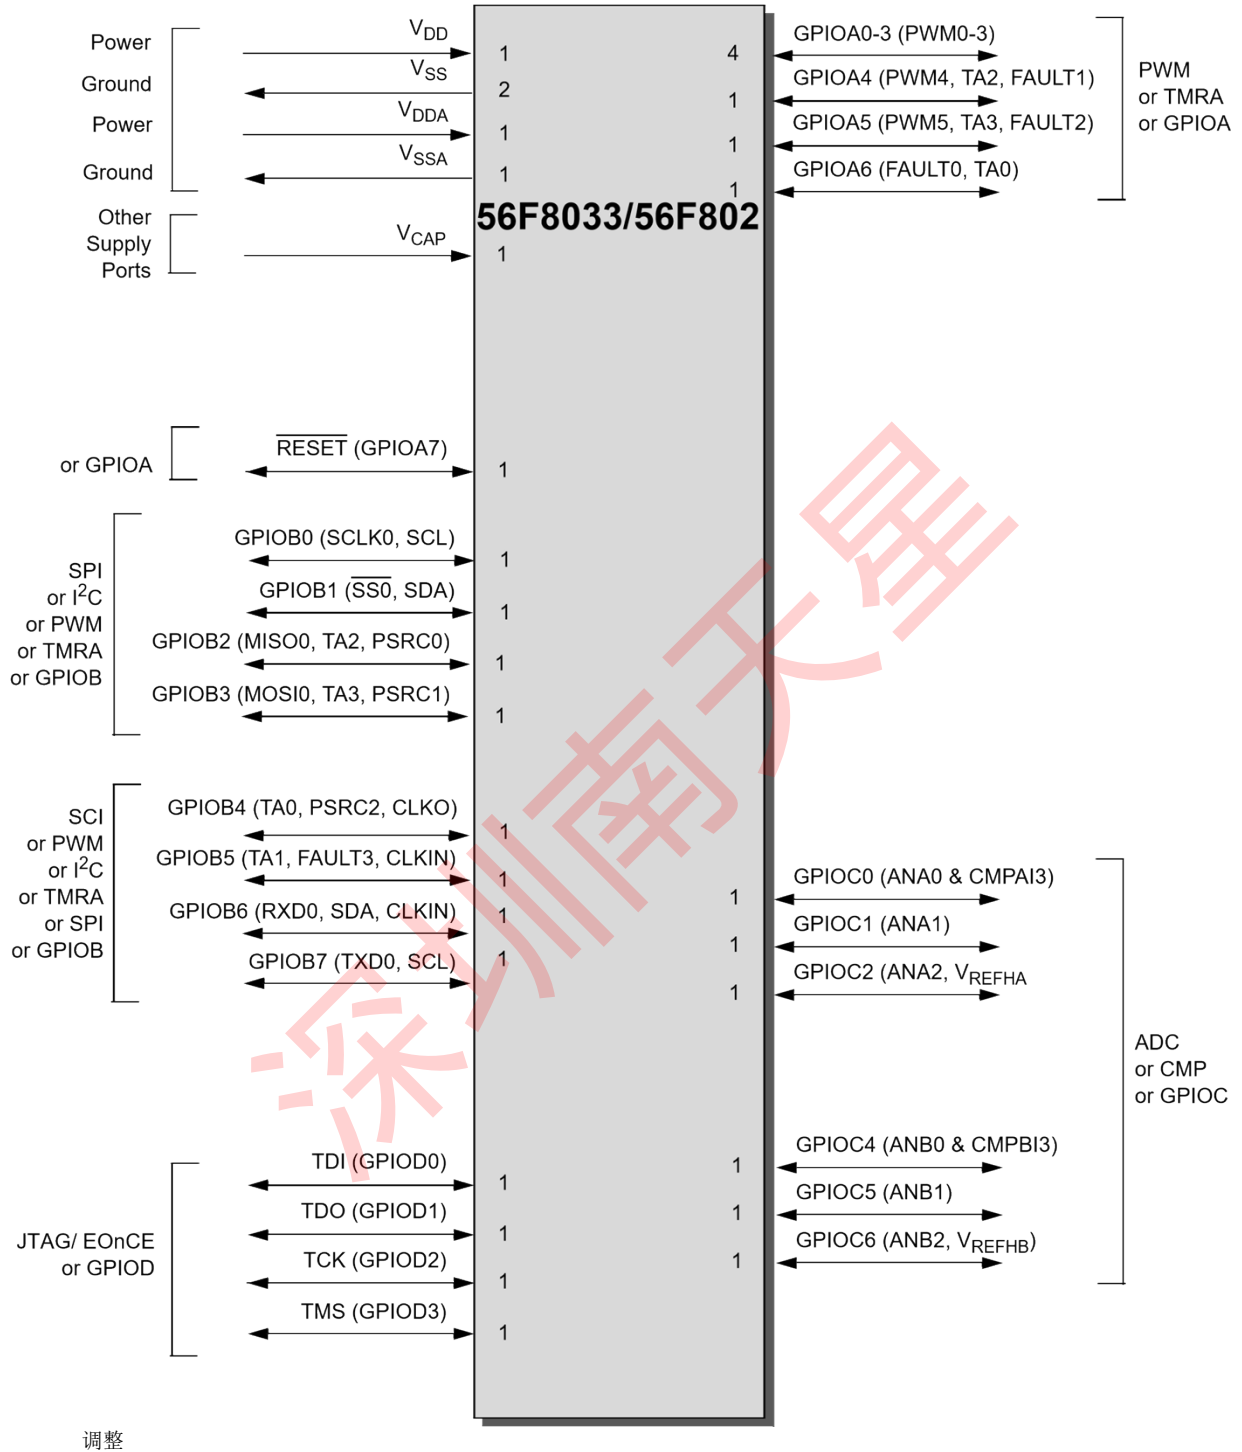 Power
V_DD
1
Ground
V_SS
2
Power
V_DDA
1
Ground
V_SSA
1
Other
Supply
Ports
V_CAP
1
56F8033/56F802
4
GPIOA0-3 (PWM0-3)
1
GPIOA4 (PWM4, TA2, FAULT1)
1
GPIOA5 (PWM5, TA3, FAULT2)
1
GPIOA6 (FAULT0, TA0)
PWM
or TMRA
or GPIOA
or GPIOA
RESET (GPIOA7)
1
SPI
or I²C
or PWM
or TMRA
or GPIOB
GPIOB0 (SCLK0, SCL)
1
GPIOB1 (SS0, SDA)
1
GPIOB2 (MISO0, TA2, PSRC0)
1
GPIOB3 (MOSI0, TA3, PSRC1)
1
SCI
or PWM
or I²C
or TMRA
or SPI
or GPIOB
GPIOB4 (TA0, PSRC2, CLKO)
1
GPIOB5 (TA1, FAULT3, CLKIN)
1
GPIOB6 (RXD0, SDA, CLKIN)
1
GPIOB7 (TXD0, SCL)
1
1
GPIOC0 (ANA0 & CMPAI3)
1
GPIOC1 (ANA1)
1
GPIOC2 (ANA2, V_REFHA
ADC
or CMP
or GPIOC
1
GPIOC4 (ANB0 & CMPBI3)
1
GPIOC5 (ANB1)
1
GPIOC6 (ANB2, V_REFHB)
JTAG/ EOnCE
or GPIOD
TDI (GPIOD0)
1
TDO (GPIOD1)
1
TCK (GPIOD2)
1
TMS (GPIOD3)
1
深圳南天星
调整